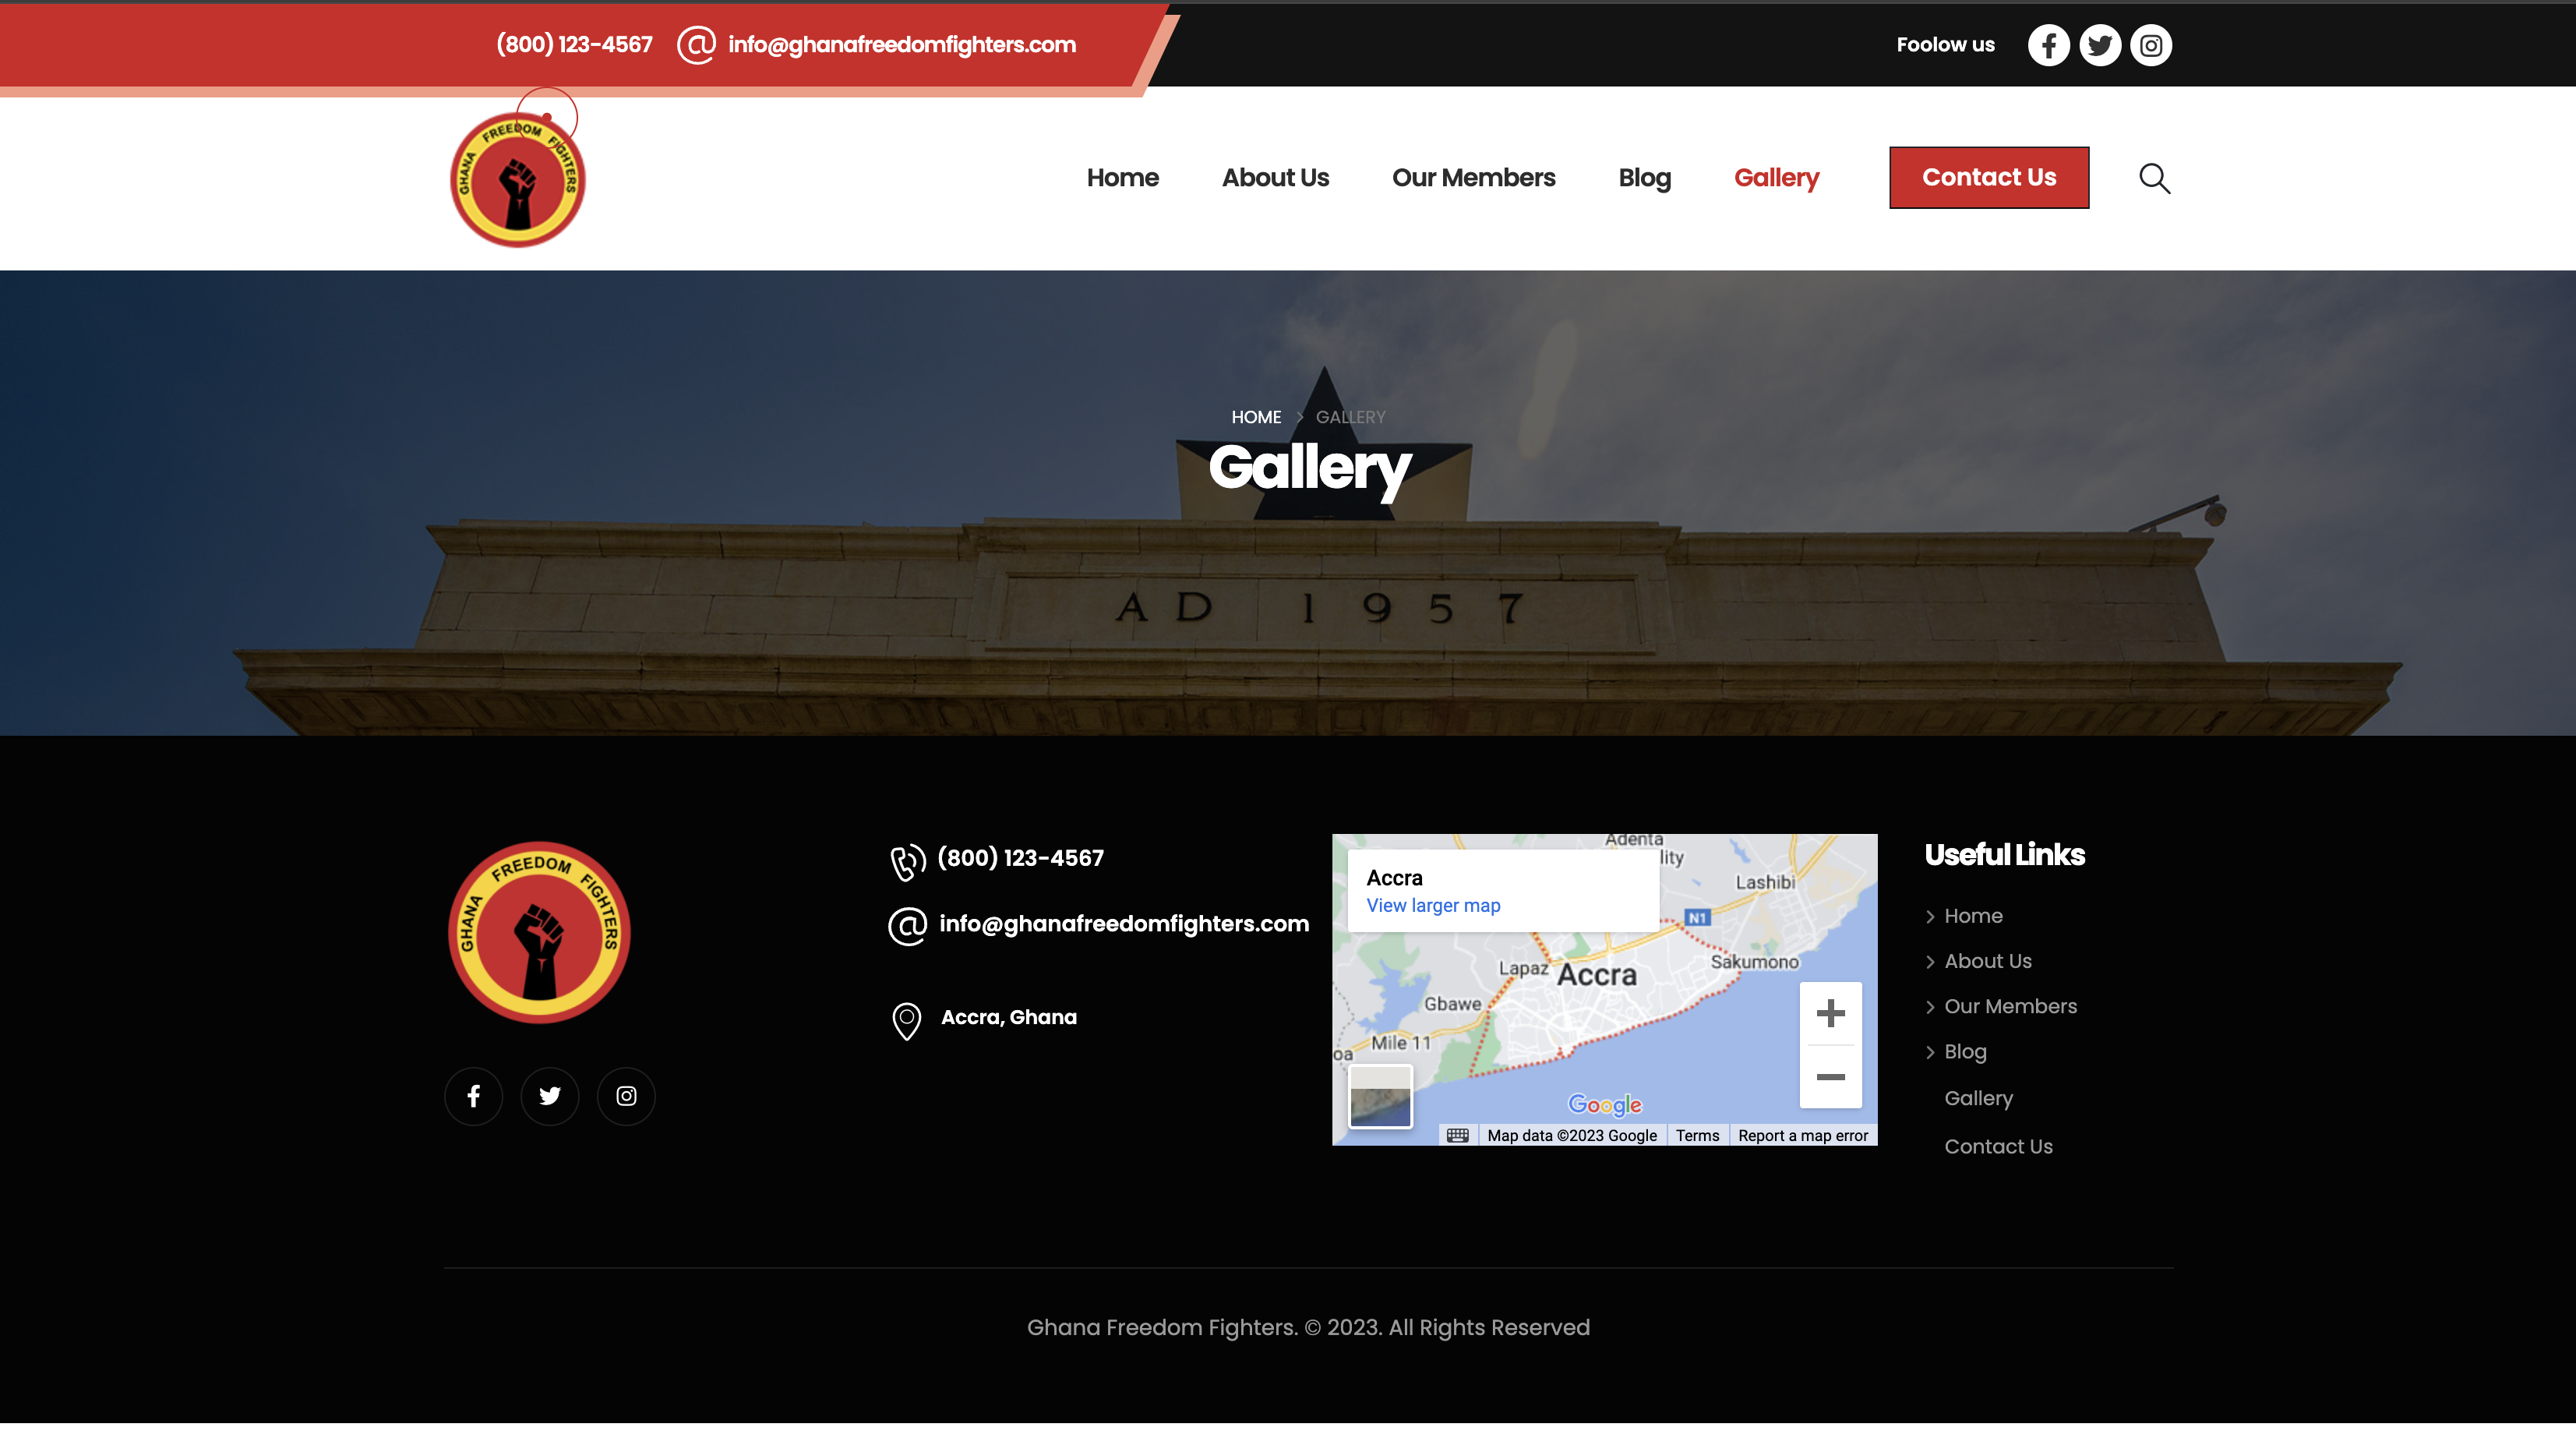 (800) 123-4567 info@ghanafreedomfighters.com
Foolow us
GHANA FREEDOM FIGHTERS
Home About Us Our Members Blog Gallery Contact Us
HOME > GALLERY
Gallery
AD 1957
GHANA FREEDOM FIGHTERS
(800) 123-4567
info@ghanafreedomfighters.com
Accra, Ghana
Adenta
lity
Accra
View larger map
Lashibi
N1
Sakumono
Lapaz
Accra
Gbawe
Mile 11
oa
Google
Map data ©2023 Google
Terms
Report a map error
Useful Links
Home
About Us
Our Members
Blog
Gallery
Contact Us
Ghana Freedom Fighters. © 2023. All Rights Reserved